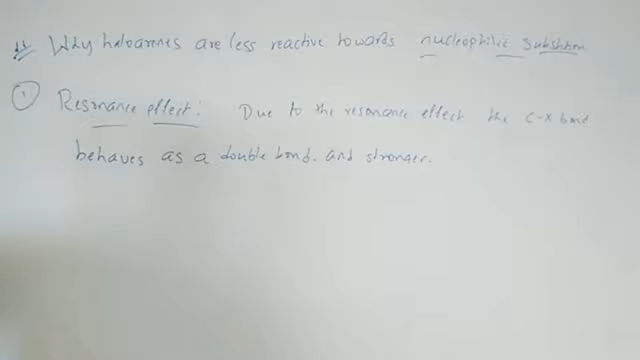 Why haloarenes are less reactive towards nucleophilic substition
① Resonance effect: Due to the resonance effect the C-X bond
behaves as a double bond. and stronger.